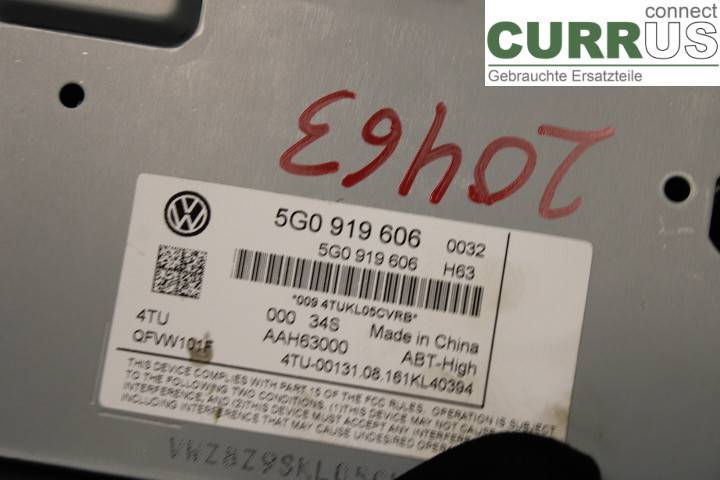 connect
CURRUS
Gebrauchte Ersatzteile
20463
5G0 919 606 0032
5G0 919 606 H63
*009 4TUKL05CVRB*
4TU 000 34S Made in China
QFVW101F AAH63000 ABT-High
4TU-00131.08.161KL40394
THIS DEVICE COMPLIES WITH PART 15 OF THE FCC RULES. OPERATION IS SUBJECT
TO THE FOLLOWING TWO CONDITIONS: (1)THIS DEVICE MAY NOT CAUSE HARMFUL
INTERFERENCE, AND (2)THIS DEVICE MUST ACCEPT ANY INTERFERENCE
INCLUDING INTERFERENCE THAT MAY CAUSE UNDESIRED